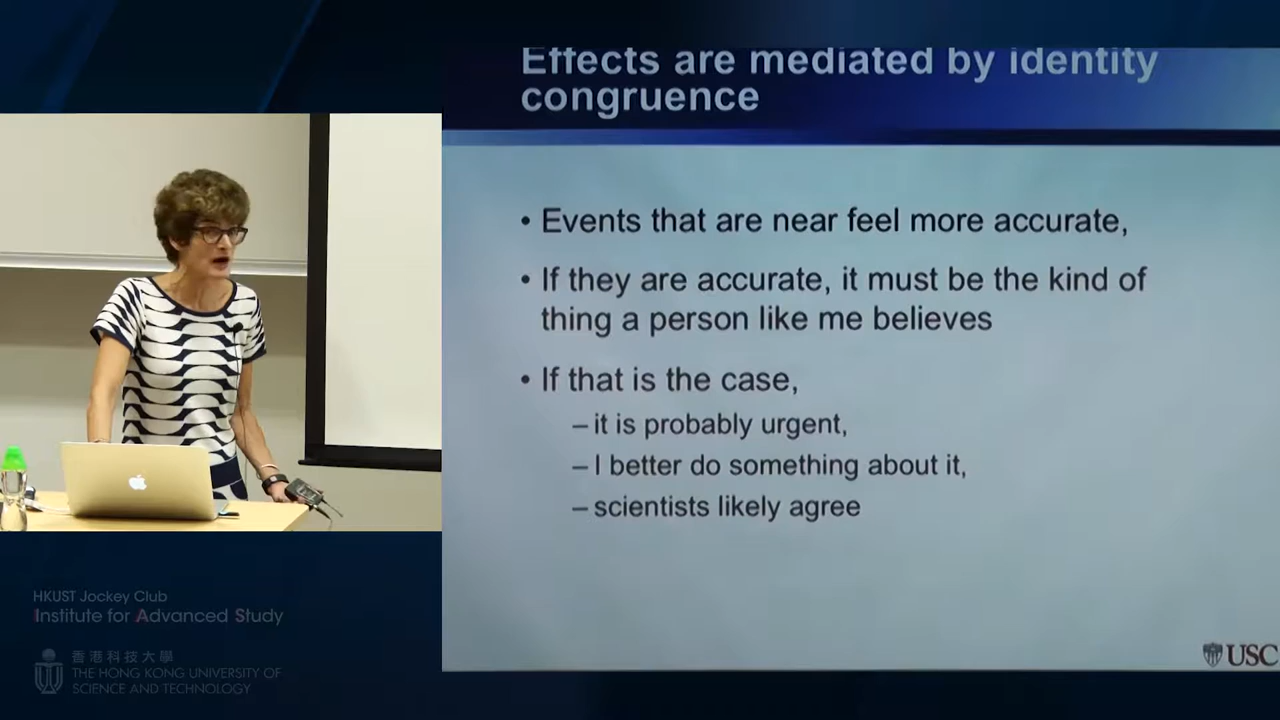 Effects are mediated by identity
congruence
• Events that are near feel more accurate,
• If they are accurate, it must be the kind of
thing a person like me believes
• If that is the case,
– it is probably urgent,
– I better do something about it,
– scientists likely agree
USC
HKUST Jockey Club
Institute for Advanced Study
香港科技大學
THE HONG KONG UNIVERSITY OF
SCIENCE AND TECHNOLOGY